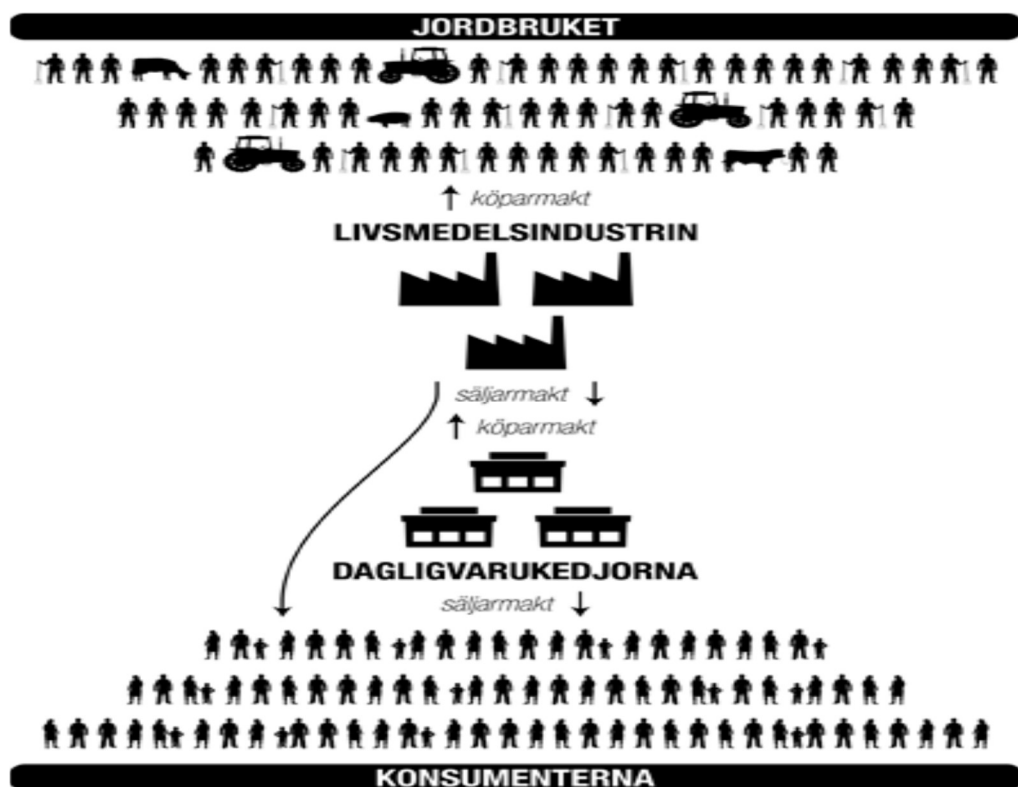 JORDBRUKET
köparmakt
LIVSMEDELSINDUSTRIN
säljarmakt
köparmakt
DAGLIGVARUKEDJORNA
säljarmakt
KONSUMENTERNA